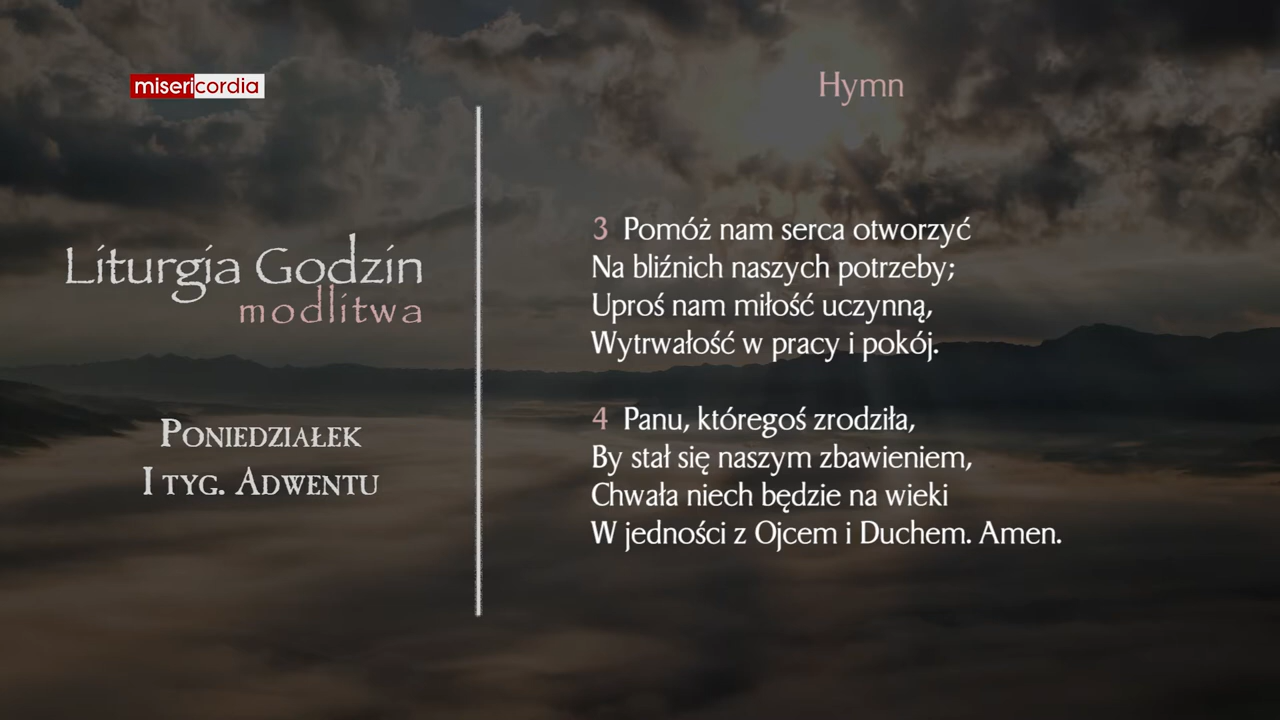 misericordia
Liturgia Godzin
modlitwa
Poniedziałek
I tyg. Adwentu
Hymn
3 Pomóż nam serca otworzyć
Na bliźnich naszych potrzeby;
Uproś nam miłość uczynną,
Wytrwałość w pracy i pokój.
4 Panu, któregoś zrodziła,
By stał się naszym zbawieniem,
Chwała niech będzie na wieki
W jedności z Ojcem i Duchem. Amen.